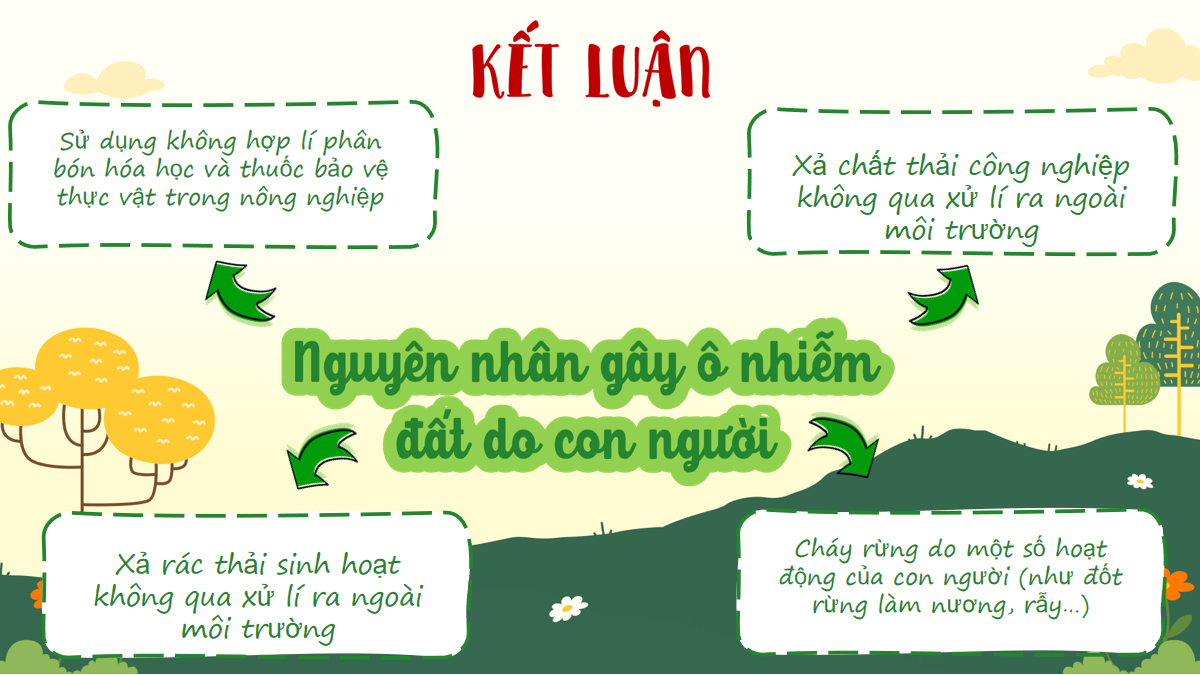 KẾT LUẬN
Sử dụng không hợp lí phân
bón hóa học và thuốc bảo vệ
thực vật trong nông nghiệp
Xả chất thải công nghiệp
không qua xử lí ra ngoài
môi trường
Nguyên nhân gây ô nhiễm
đất do con người
Xả rác thải sinh hoạt
không qua xử lí ra ngoài
môi trường
Cháy rừng do một số hoạt
động của con người (như đốt
rừng làm nương, rẫy...)